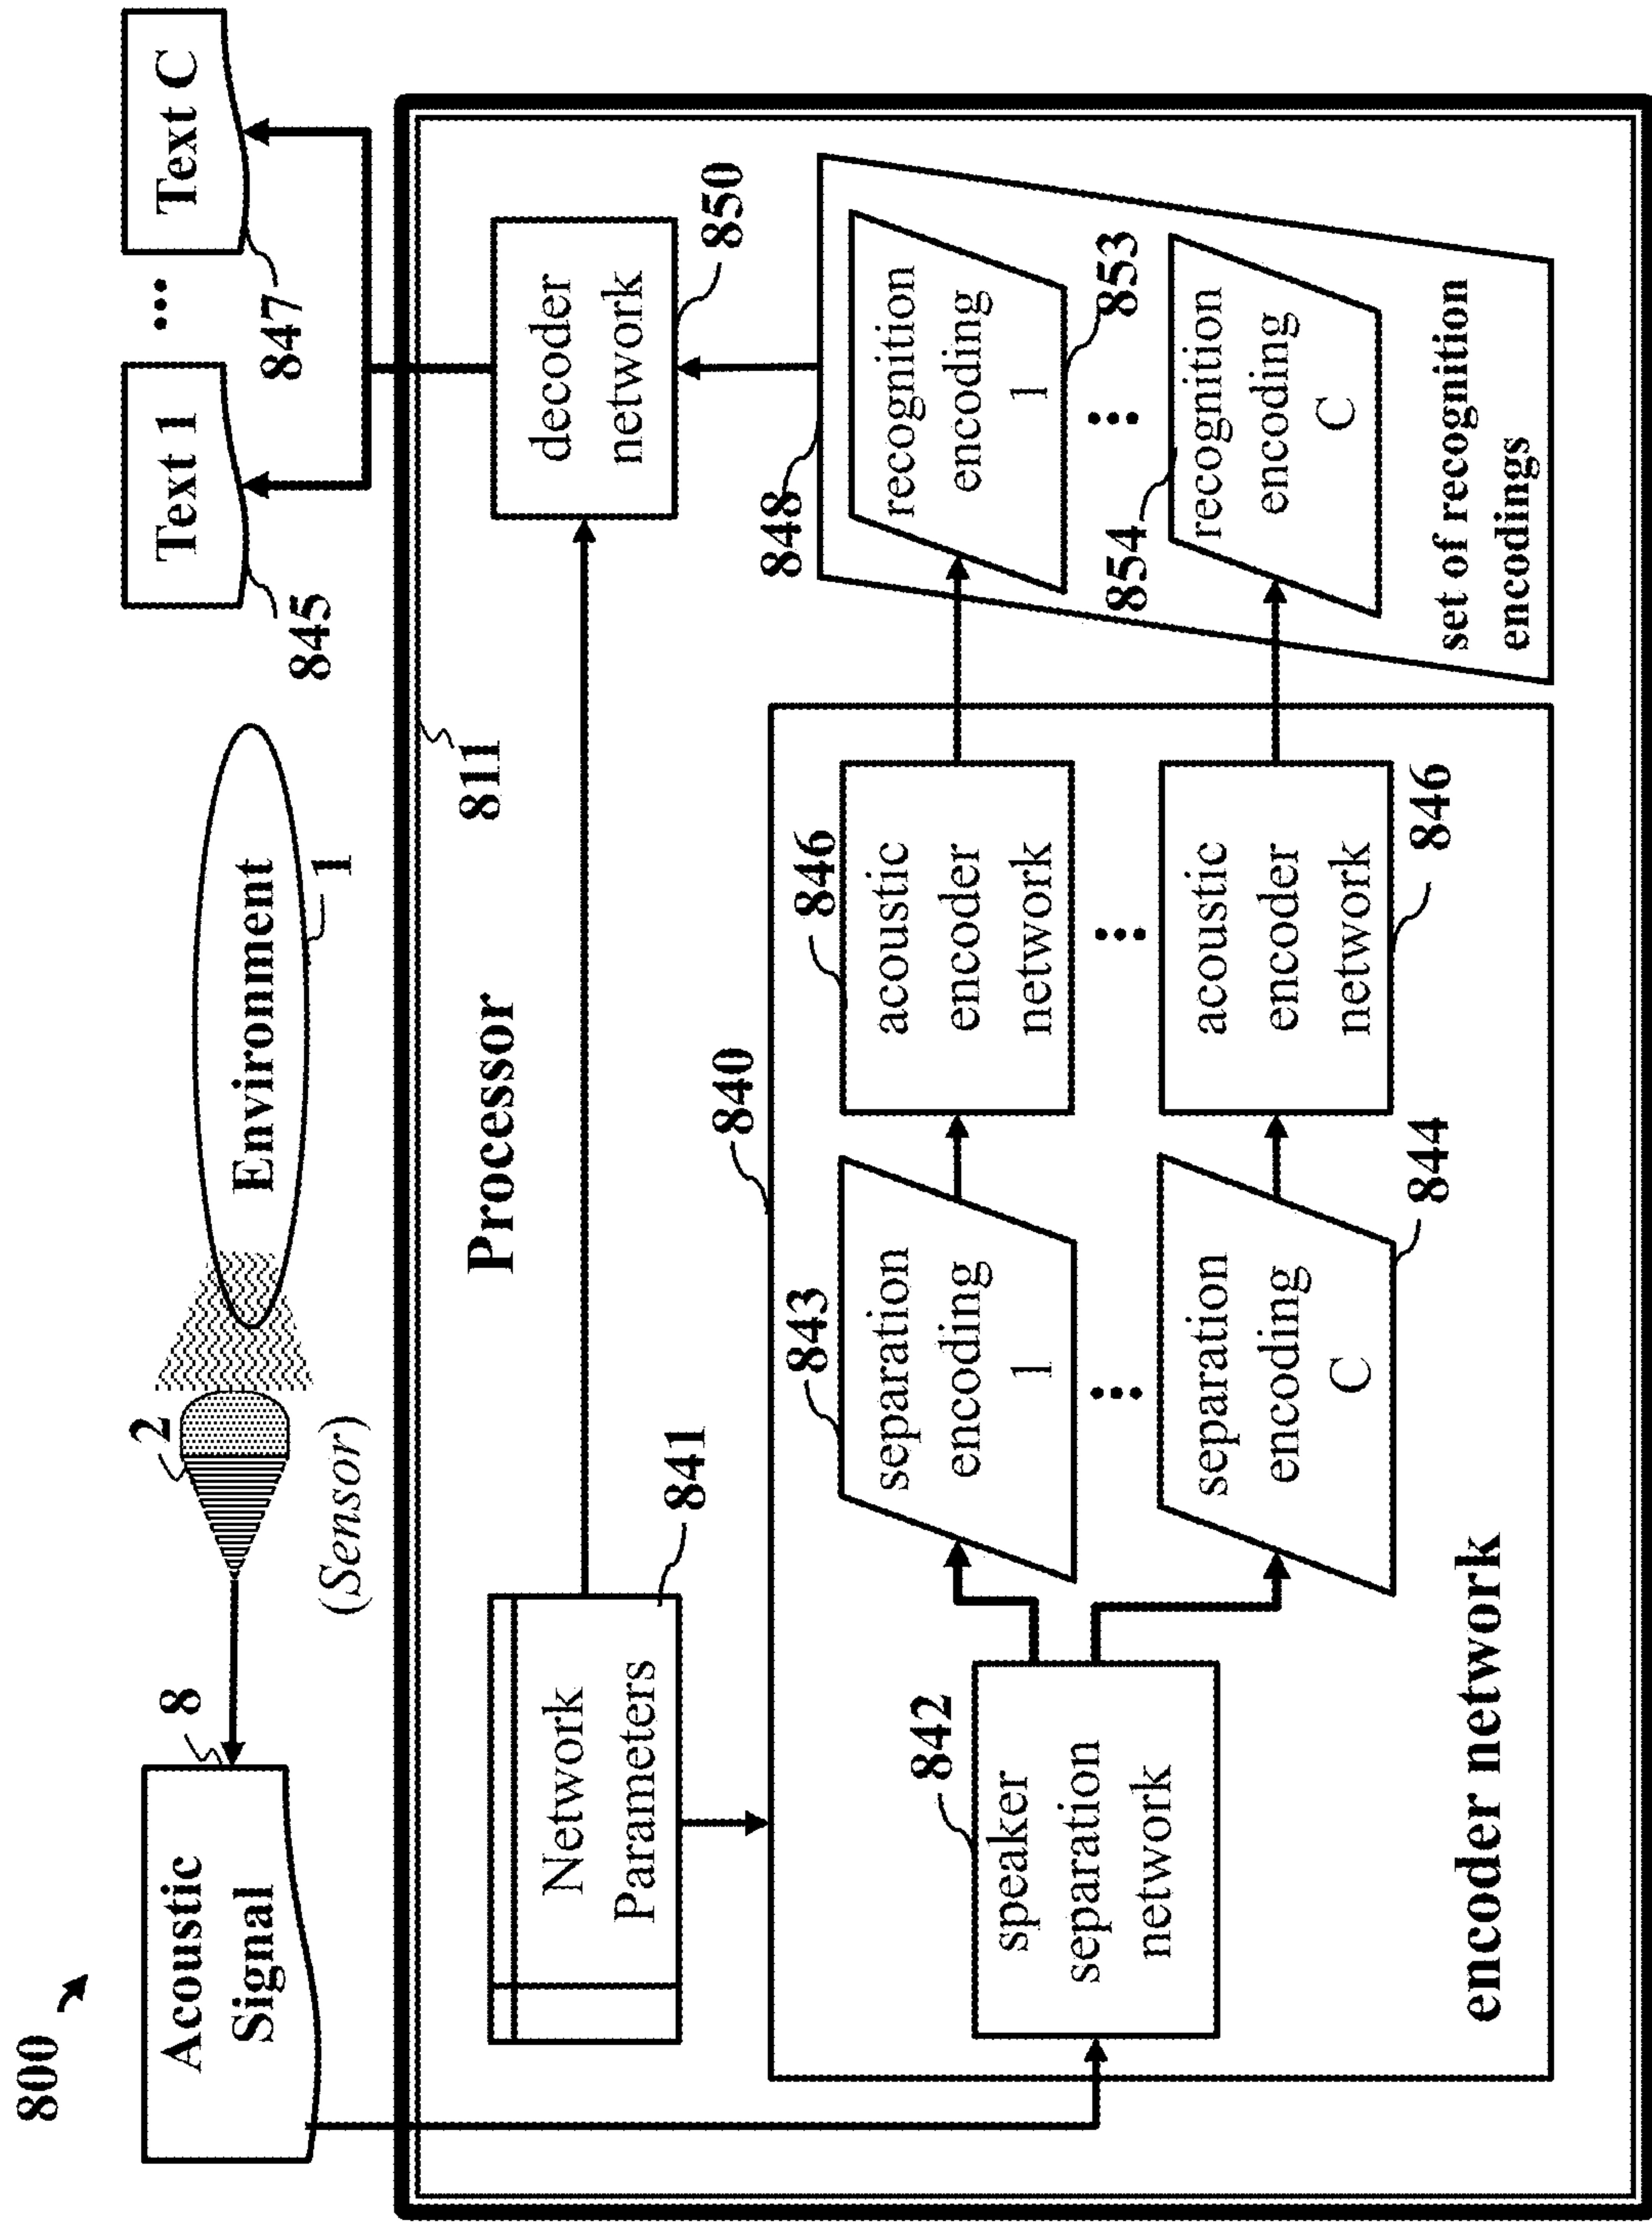 800
Acoustic
Signal
8
2
(Sensor)
Environment
1
Text 1
845
...
Text C
847
811
Processor
Network
Parameters
841
decoder
network
850
840
842
speaker
separation
network
843
separation
encoding
1
846
acoustic
encoder
network
848
recognition
encoding
1
853
...
...
...
separation
encoding
C
844
acoustic
encoder
network
846
854
recognition
encoding
C
encoder network
set of recognition
encodings